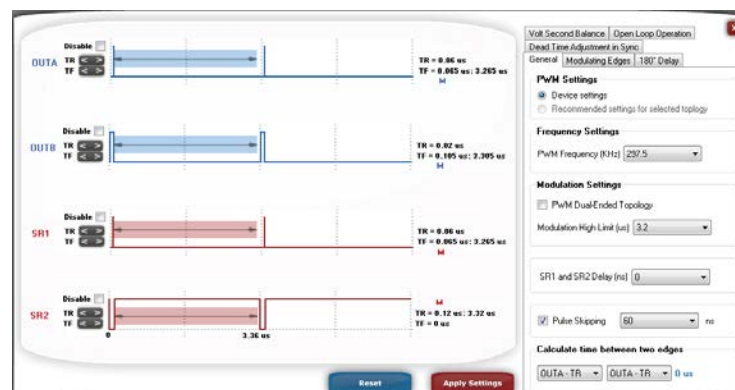 Disable
OUTA
TR < >
TF < >
TR = 0.06 us
TF = 0.065 us: 3.265 us
M
Disable
OUTB
TR < >
TF < >
TR = 0.02 us
TF = 0.105 us: 3.305 us
M
Disable
SR1
TR < >
TF < >
TR = 0.06 us
TF = 0.065 us: 3.265 us
M
Disable
SR2
TR < >
TF < >
M
TR = 0.12 us: 3.32 us
TF = 0 us
0
3.36 us
Reset
Apply Settings
Volt Second Balance
Open Loop Operation
Dead Time Adjustment in Sync
General
Modulating Edges
180° Delay
PWM Settings
Device settings
Recommended settings for selected toplogy
Frequency Settings
PWM Frequency (KHz) 297.5
Modulation Settings
PWM Dual-Ended Topology
Modulation High Limit (us) 3.2
SR1 and SR2 Delay (ns) 0
Pulse Skipping 60 ns
Calculate time between two edges
OUTA - TR OUTA - TR 0 us